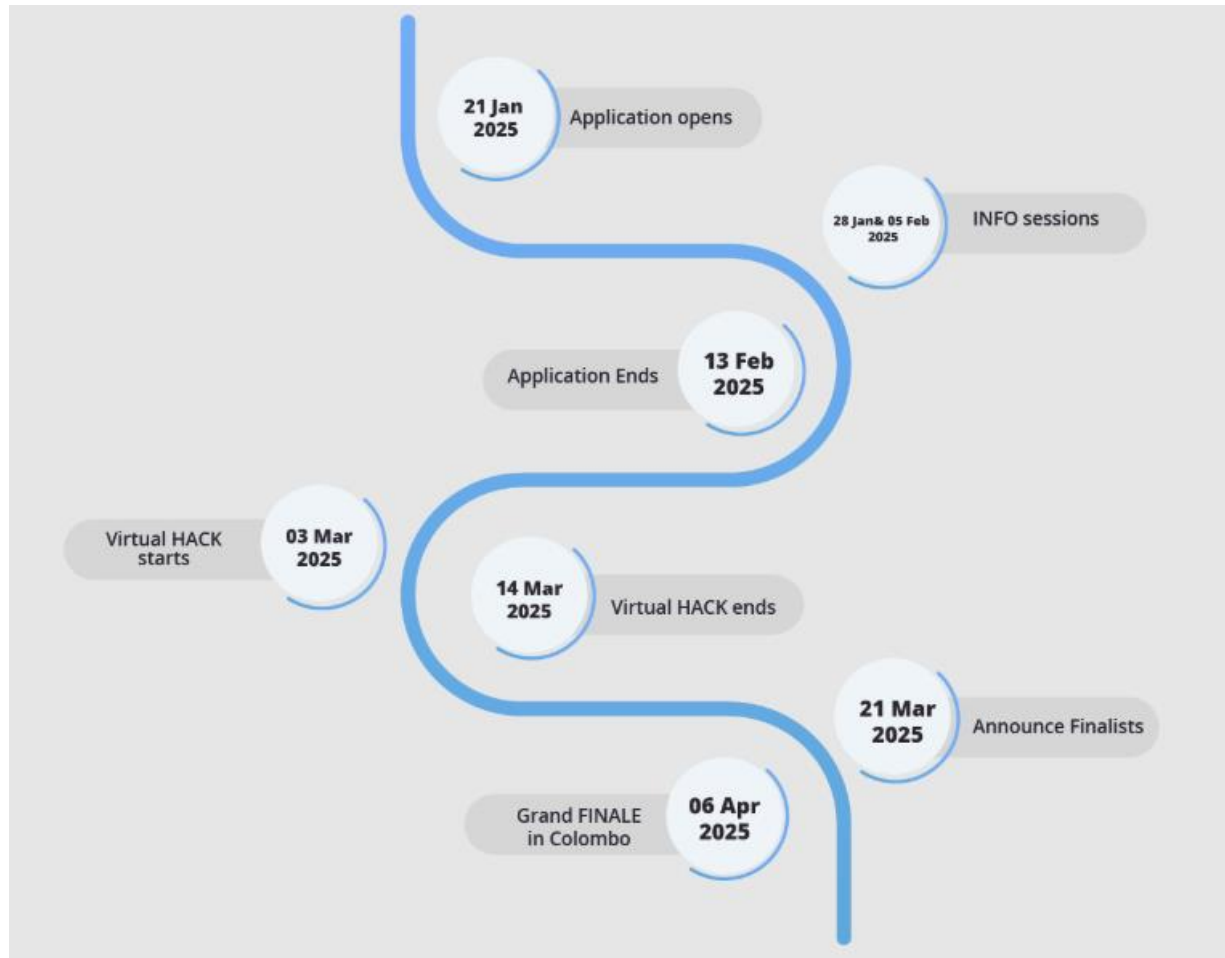 21 Jan
2025
Application opens
28 Jan& 05 Feb
2025
INFO sessions
Application Ends
13 Feb
2025
Virtual HACK
starts
03 Mar
2025
14 Mar
2025
Virtual HACK ends
21 Mar
2025
Announce Finalists
Grand FINALE
in Colombo
06 Apr
2025